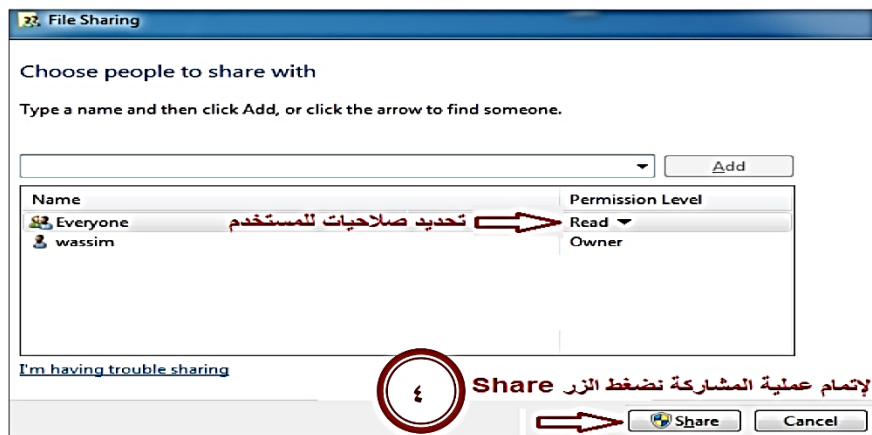 File Sharing
Choose people to share with
Type a name and then click Add, or click the arrow to find someone.
Add
Name Permission Level
Everyone تحديد صلاحيات للمستخدم Read
wassim Owner
I'm having trouble sharing
٤ لإتمام عملية المشاركة نضغط الزر Share
Share Cancel